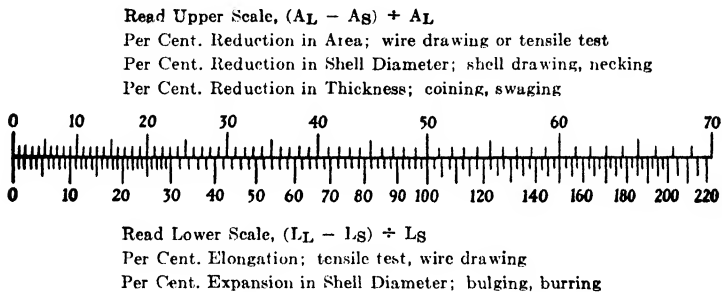 Read Upper Scale, (AL − AS) ÷ AL
Per Cent. Reduction in Area; wire drawing or tensile test
Per Cent. Reduction in Shell Diameter; shell drawing, necking
Per Cent. Reduction in Thickness; coining, swaging
0 10 20 30 40 50 60 70
0 10 20 30 40 50 60 70 80 90 100 120 140 160 180 200 220
Read Lower Scale, (LL − LS) ÷ LS
Per Cent. Elongation; tensile test, wire drawing
Per Cent. Expansion in Shell Diameter; bulging, burring